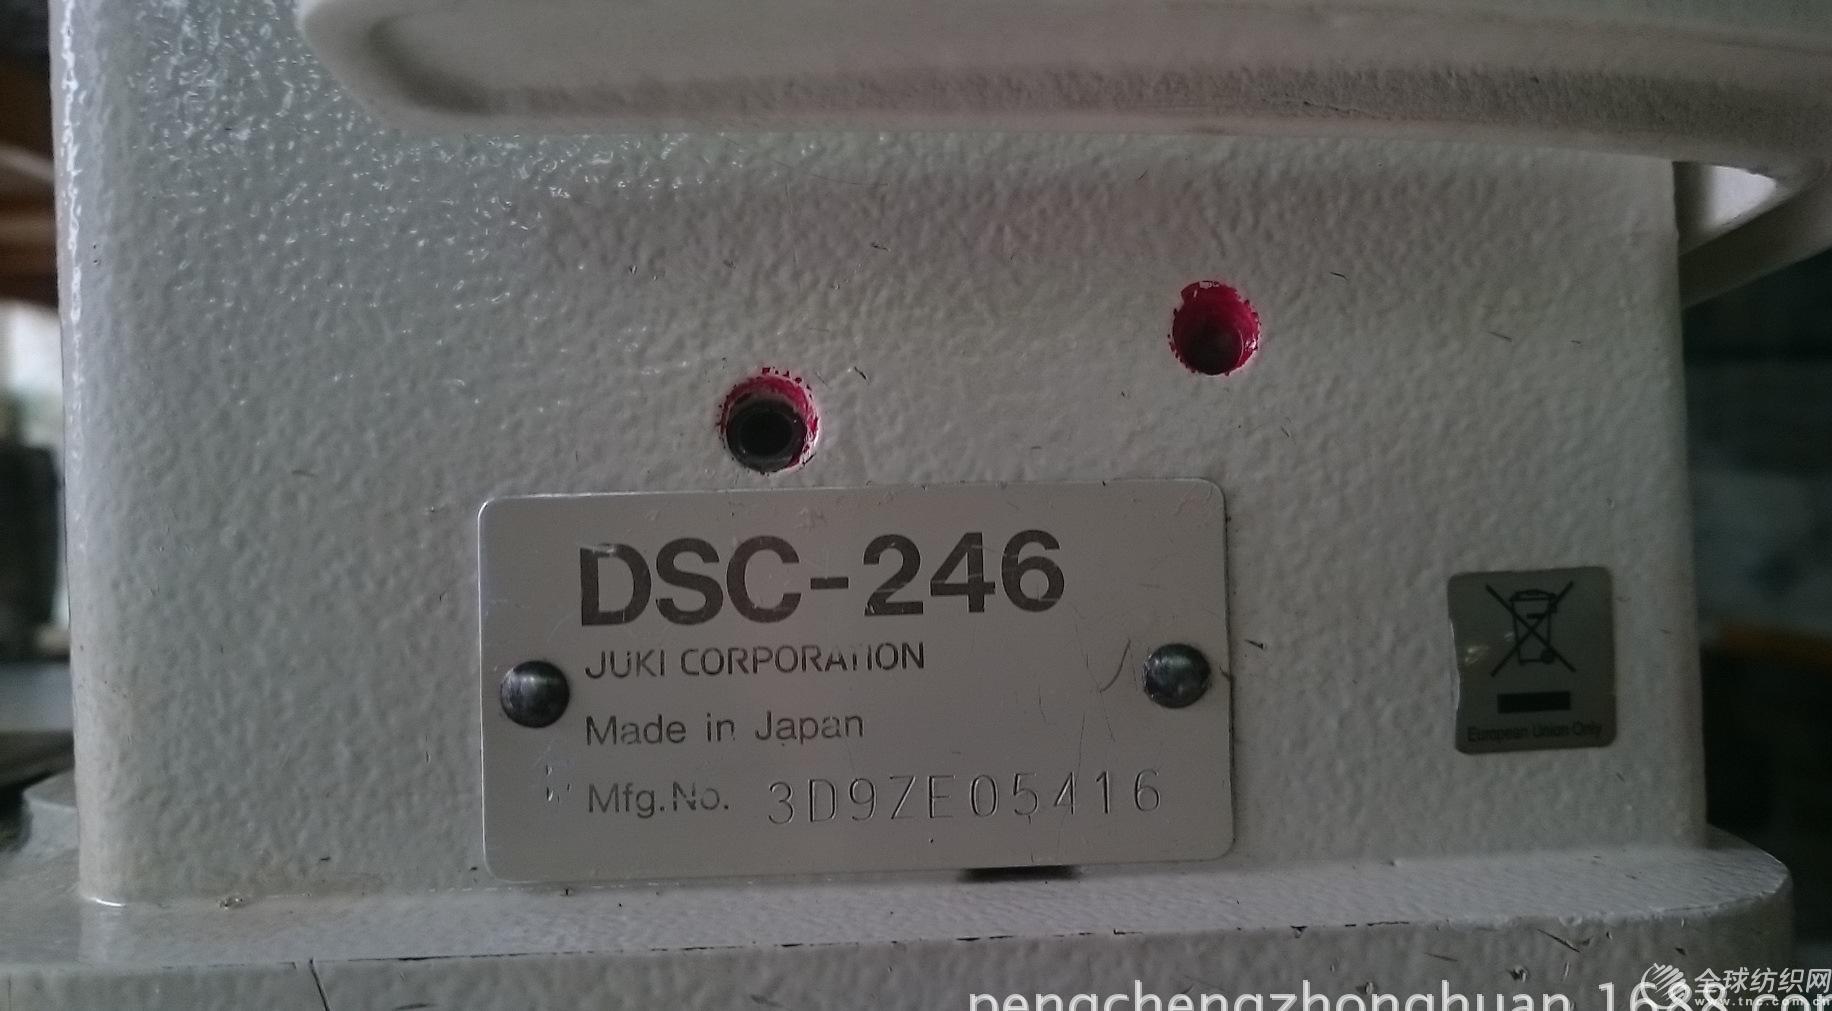 DSC-246
JUKI CORPORATION
Made in Japan
Mfg.No. 3D9ZE05416
European Union Only
全球纺织网
www.tnc.com.cn
pengchengzhonghuan.1688.com